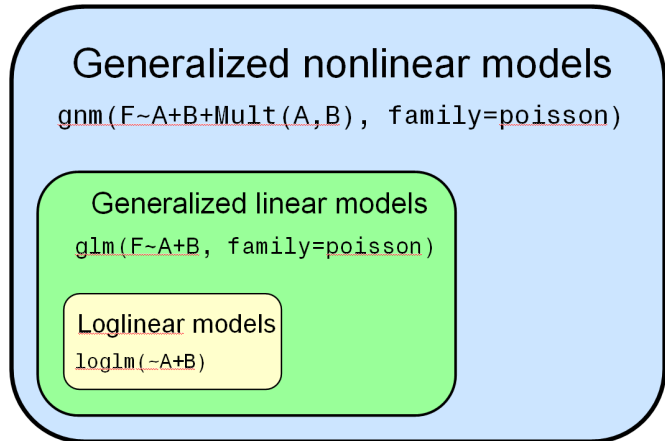 Generalized nonlinear models
gnm(F~A+B+Mult(A,B), family=poisson)
Generalized linear models
glm(F~A+B, family=poisson)
Loglinear models
loglm(~A+B)